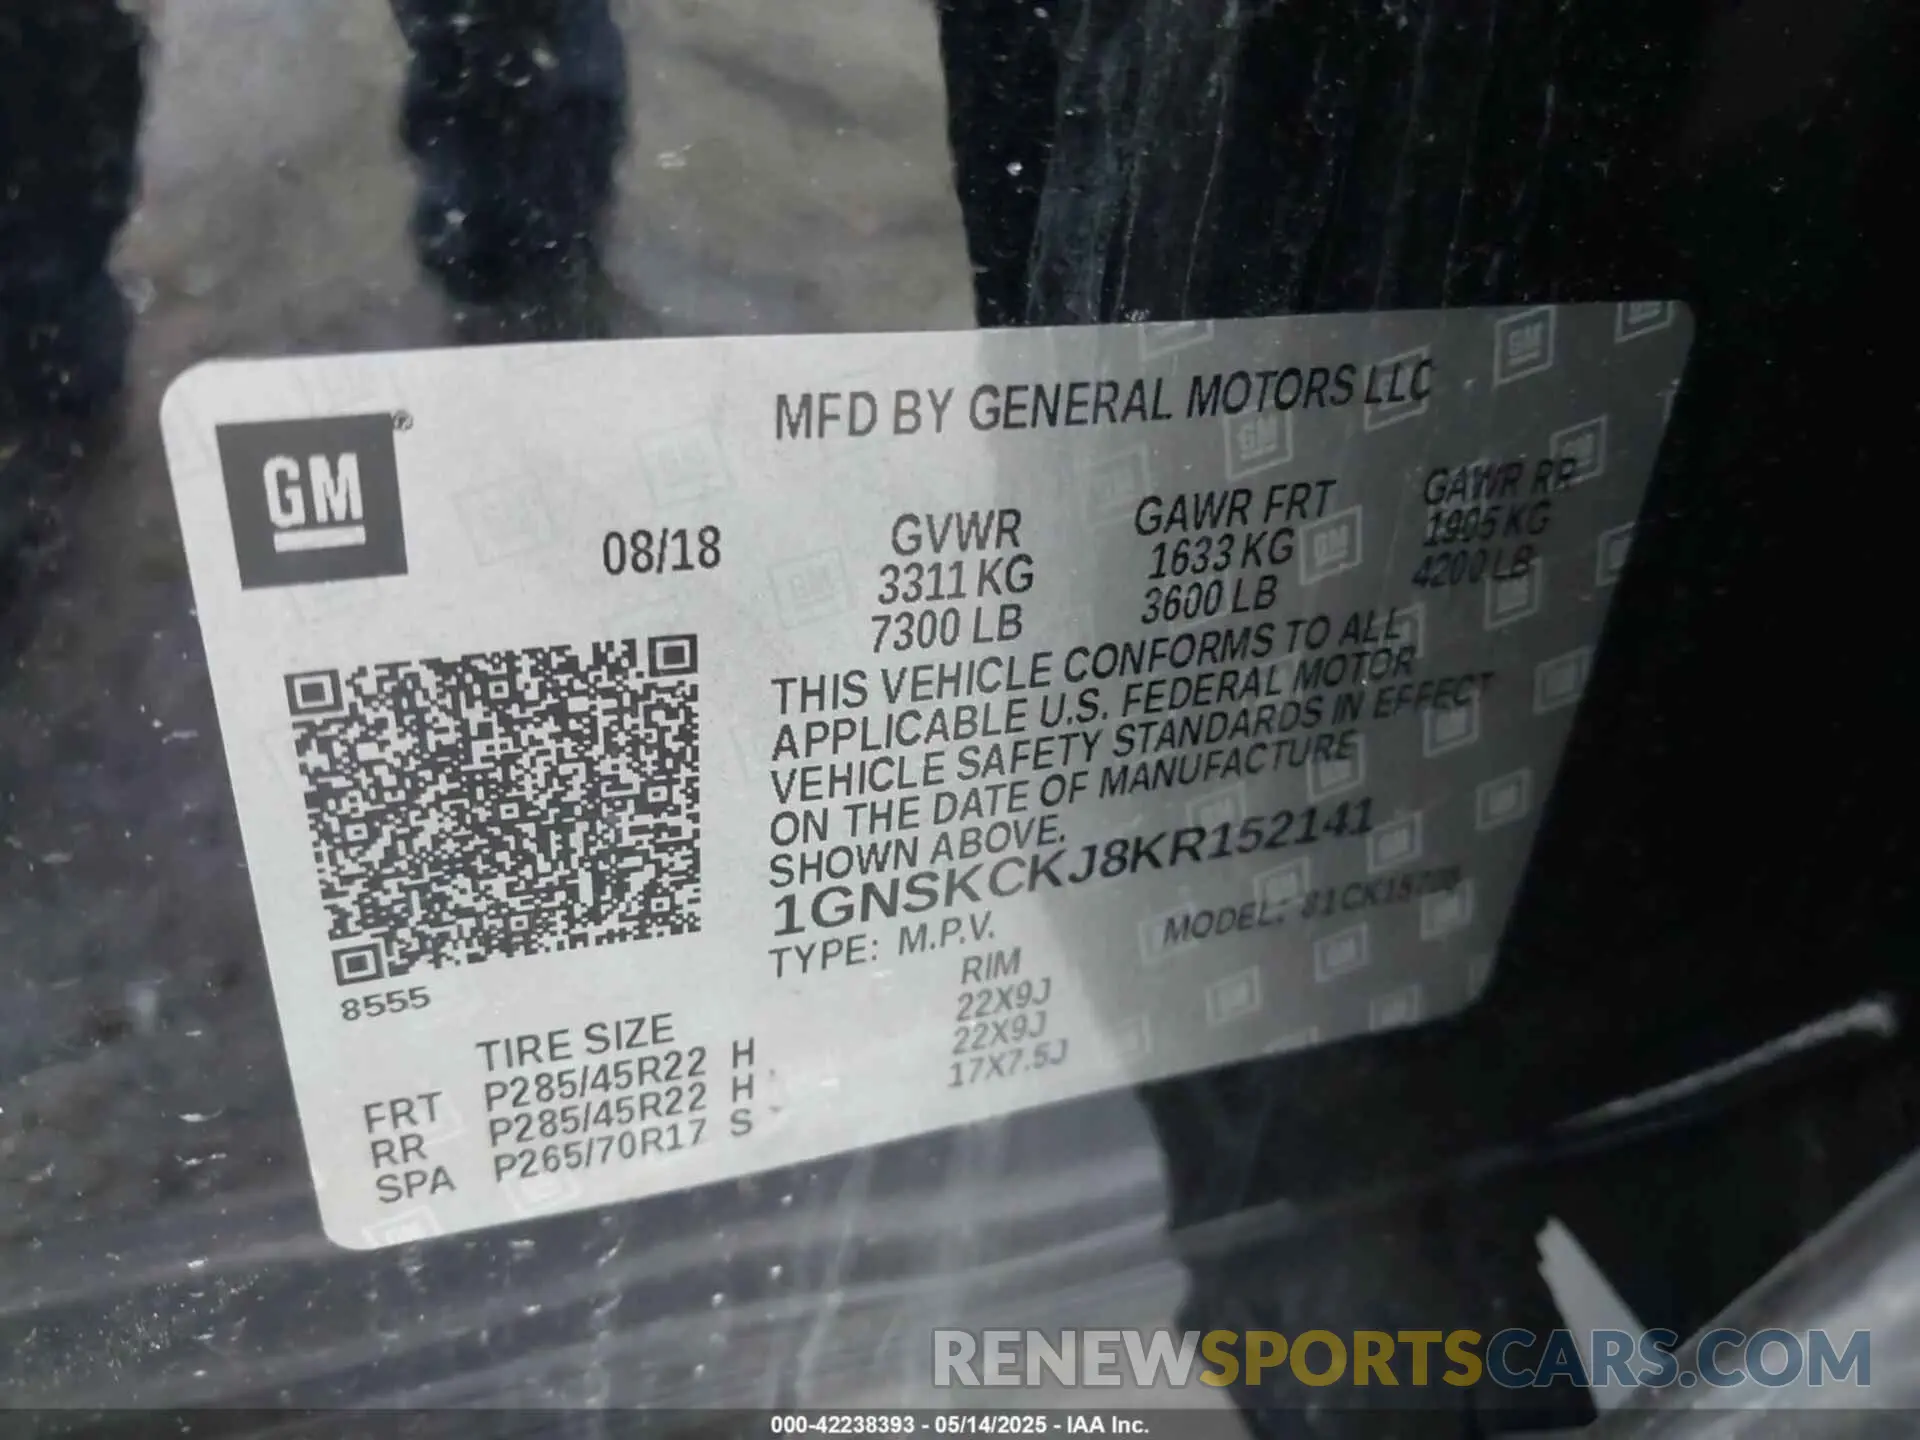 MFD BY GENERAL MOTORS LLC
GM®
08/18
GVWR GAWR FRT GAWR RR
3311 KG 1633 KG 1905 KG
7300 LB 3600 LB 4200 LB
THIS VEHICLE CONFORMS TO ALL
APPLICABLE U.S. FEDERAL MOTOR
VEHICLE SAFETY STANDARDS IN EFFECT
ON THE DATE OF MANUFACTURE
SHOWN ABOVE.
1GNSKCKJ8KR152141
TYPE: M.P.V. MODEL:
8555
TIRE SIZE RIM
FRT P285/45R22 H 22X9J
RR P285/45R22 H 22X9J
SPA P265/70R17 S 17X7.5J
RENEWSPORTSCARS.COM
000-42238393 - 05/14/2025 - IAA Inc.